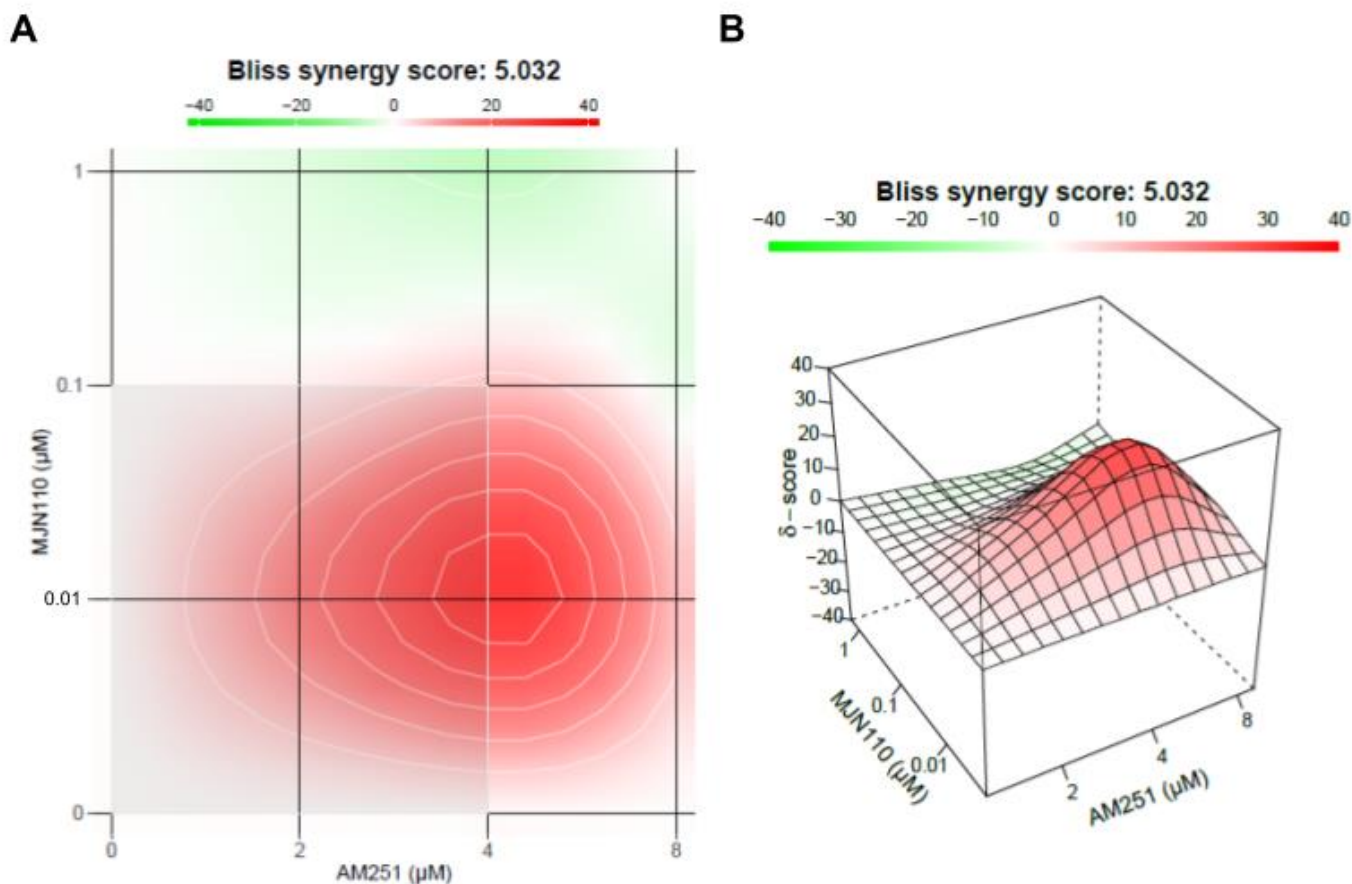 A
Bliss synergy score: 5.032
−40 −20 0 20 40
1
0.1
0.01
0
MJN110 (µM)
0 2 4 8
AM251 (µM)
B
Bliss synergy score: 5.032
−40 −30 −20 −10 0 10 20 30 40
40
30
20
10
0
−10
−20
−30
−40
δ − score
1
0.1
0.01
MJN110 (µM)
2 4 8
AM251 (µM)